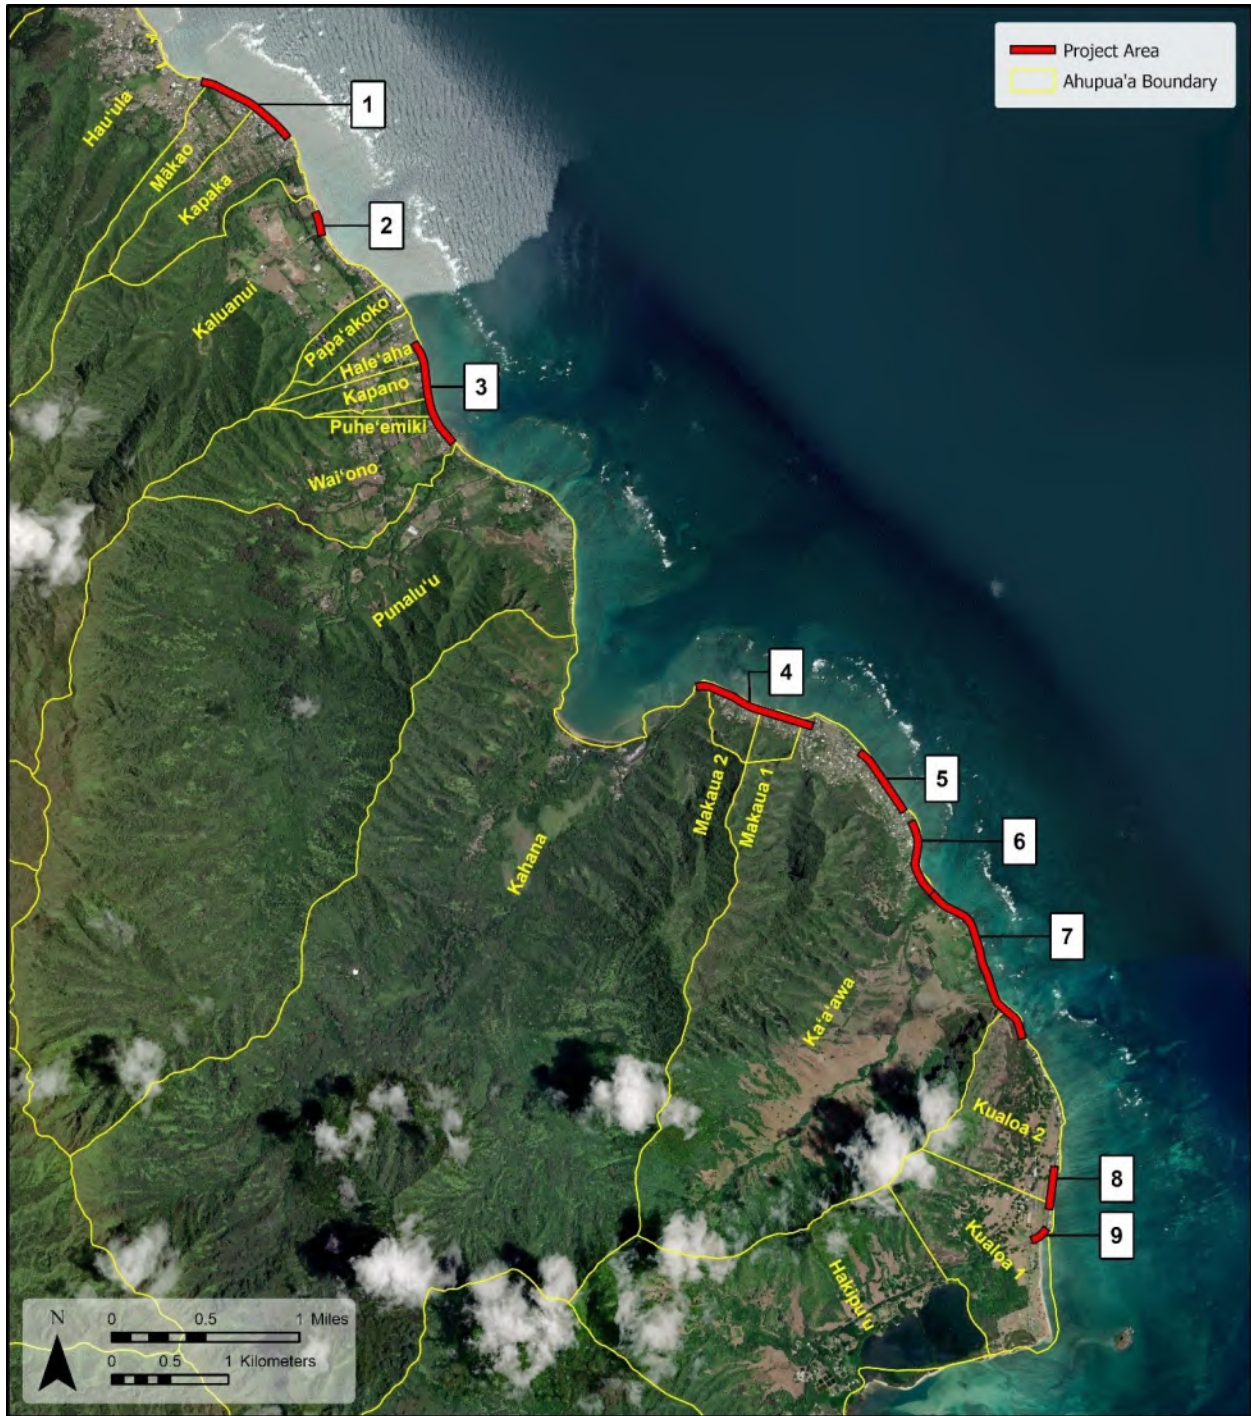 Project Area
Ahupua'a Boundary
1
Hau‘ula
Mākao
Kapaka
2
Kaluanui
Papa‘akoko
Hale‘aha
3
Kapano
Puhe‘emiki
Wai‘ono
Punalu‘u
4
5
Makaua 2
Makaua 1
6
Kahana
7
Ka‘a‘awa
Kualoa 2
8
9
Kualoa 1
Hakipu‘u
N
0 0.5 1 Miles
0 0.5 1 Kilometers